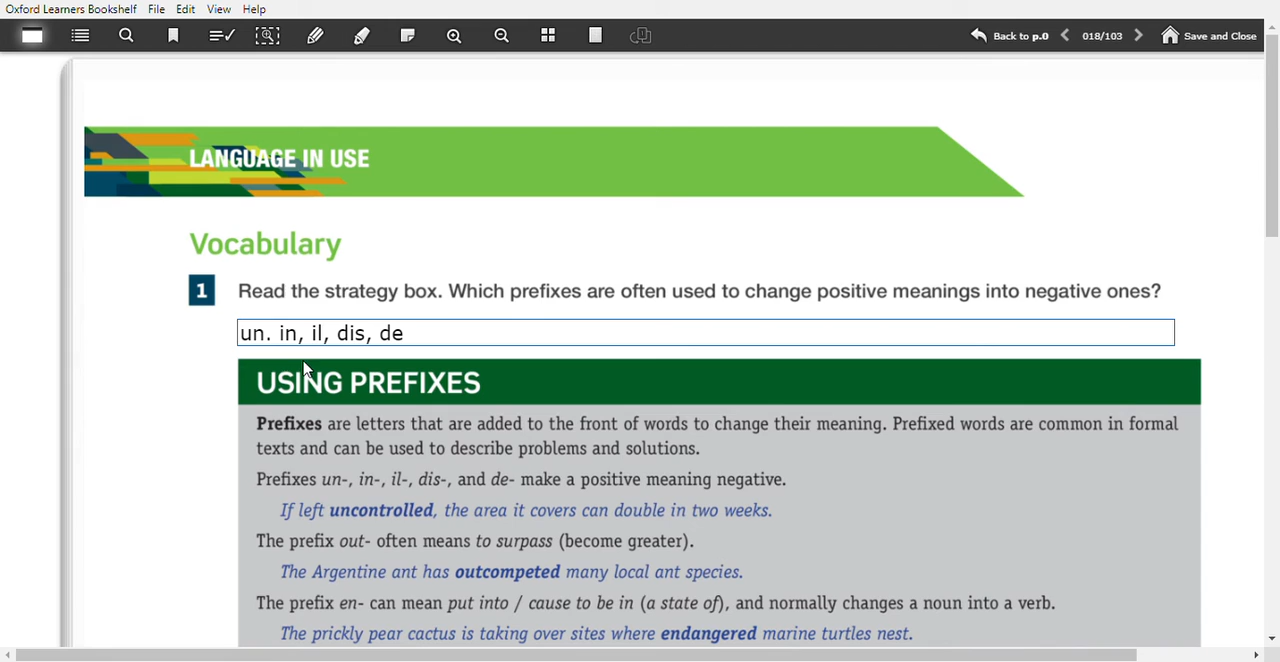 Oxford Learners Bookshelf File Edit View Help
Back to p.0 018/103 Save and Close
LANGUAGE IN USE
Vocabulary
1 Read the strategy box. Which prefixes are often used to change positive meanings into negative ones?
un. in, il, dis, de
USING PREFIXES
Prefixes are letters that are added to the front of words to change their meaning. Prefixed words are common in formal
texts and can be used to describe problems and solutions.
Prefixes un-, in-, il-, dis-, and de- make a positive meaning negative.
If left uncontrolled, the area it covers can double in two weeks.
The prefix out- often means to surpass (become greater).
The Argentine ant has outcompeted many local ant species.
The prefix en- can mean put into / cause to be in (a state of), and normally changes a noun into a verb.
The prickly pear cactus is taking over sites where endangered marine turtles nest.